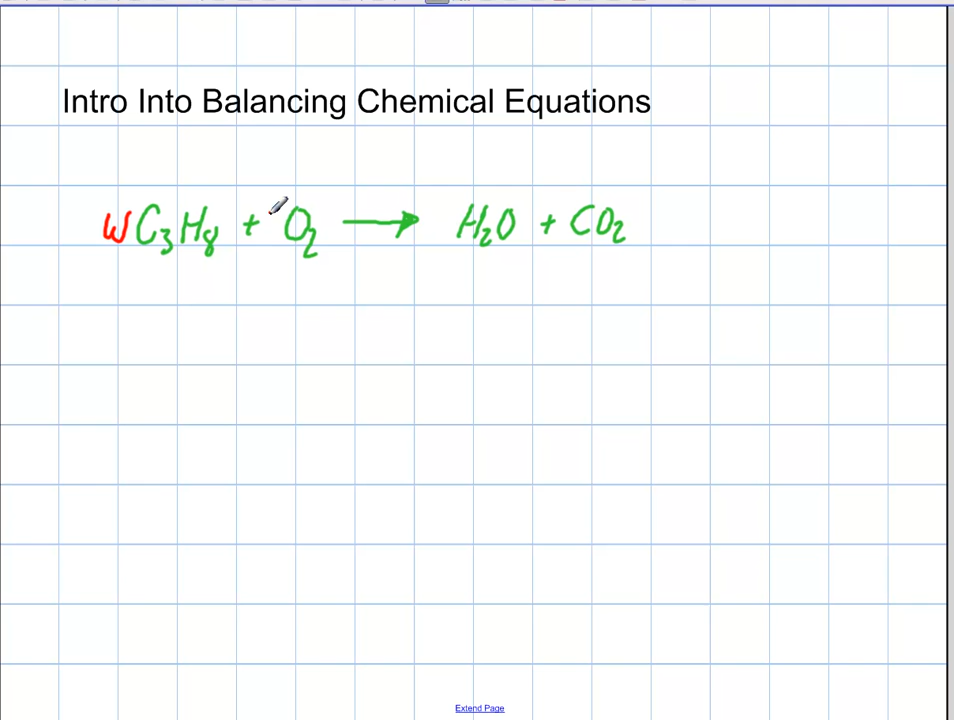 Intro Into Balancing Chemical Equations
wC₃H₈ + O₂ → H₂O + CO₂
Extend Page